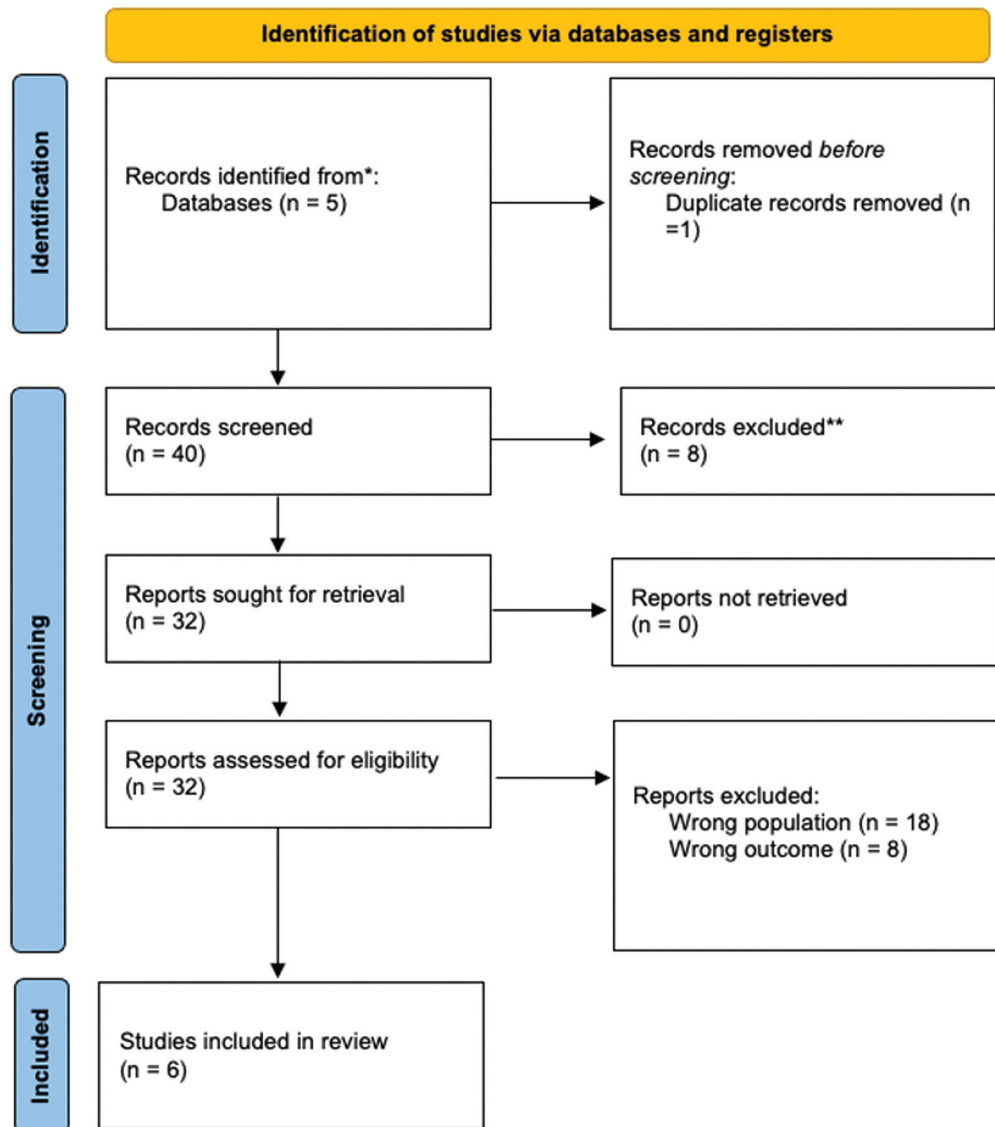 Identification of studies via databases and registers
Identification
Records identified from*:
Databases (n = 5)
Records removed before
screening:
Duplicate records removed (n
=1)
Screening
Records screened
(n = 40)
Records excluded**
(n = 8)
Reports sought for retrieval
(n = 32)
Reports not retrieved
(n = 0)
Reports assessed for eligibility
(n = 32)
Reports excluded:
Wrong population (n = 18)
Wrong outcome (n = 8)
Included
Studies included in review
(n = 6)